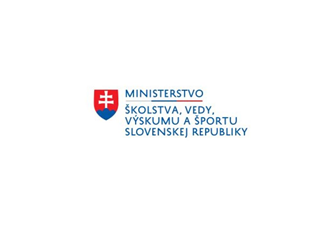 MINISTERSTVO
ŠKOLSTVA, VEDY,
VÝSKUMU A ŠPORTU
SLOVENSKEJ REPUBLIKY